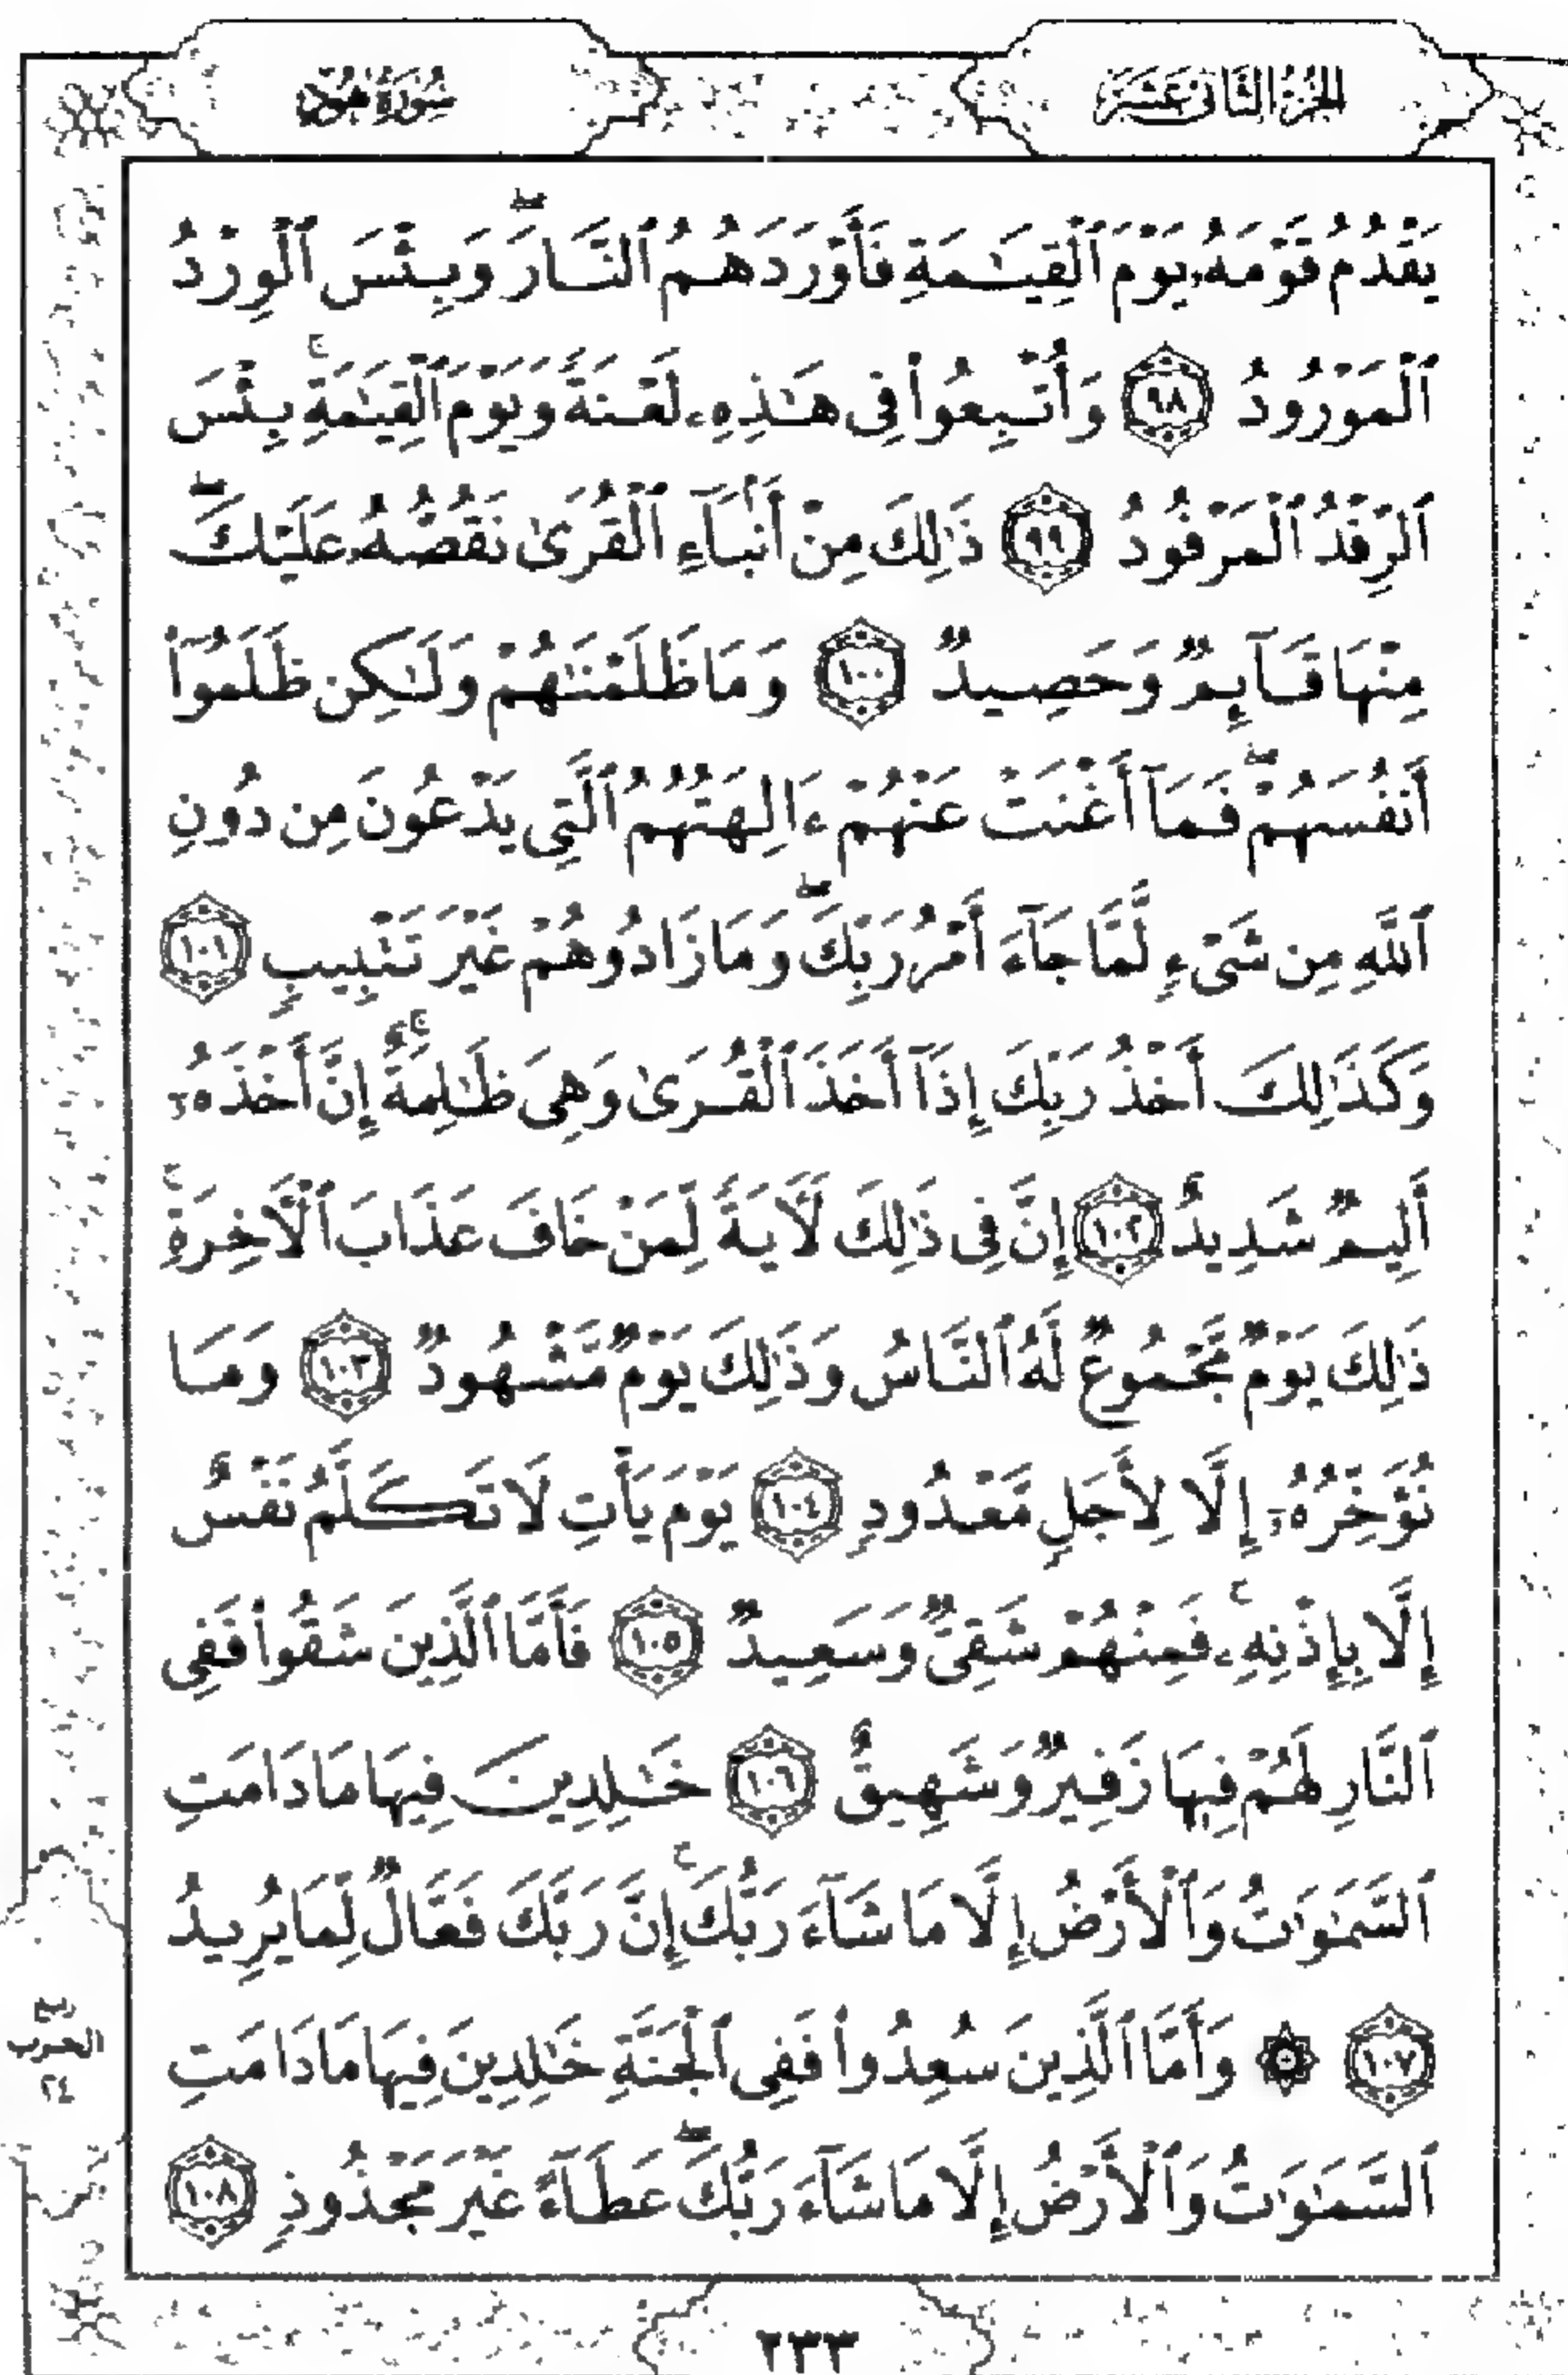 الجزء الثاني عشر
سورة هود
يَقْدُمُ قَوْمَهُۥ يَوْمَ ٱلْقِيَـٰمَةِ فَأَوْرَدَهُمُ ٱلنَّارَ ۖ وَبِئْسَ ٱلْوِرْدُ
ٱلْمَوْرُودُ ٩٨ وَأُتْبِعُوا۟ فِى هَـٰذِهِۦ لَعْنَةً وَيَوْمَ ٱلْقِيَـٰمَةِ ۚ بِئْسَ
ٱلرِّفْدُ ٱلْمَرْفُودُ ٩٩ ذَٰلِكَ مِنْ أَنۢبَآءِ ٱلْقُرَىٰ نَقُصُّهُۥ عَلَيْكَ ۖ
مِنْهَا قَآئِمٌ وَحَصِيدٌ ١٠٠ وَمَا ظَلَمْنَـٰهُمْ وَلَـٰكِن ظَلَمُوٓا۟
أَنفُسَهُمْ ۖ فَمَآ أَغْنَتْ عَنْهُمْ ءَالِهَتُهُمُ ٱلَّتِى يَدْعُونَ مِن دُونِ
ٱللَّهِ مِن شَىْءٍ لَّمَّا جَآءَ أَمْرُ رَبِّكَ ۖ وَمَا زَادُوهُمْ غَيْرَ تَتْبِيبٍ ١٠١
وَكَذَٰلِكَ أَخْذُ رَبِّكَ إِذَآ أَخَذَ ٱلْقُرَىٰ وَهِىَ ظَـٰلِمَةٌ ۚ إِنَّ أَخْذَهُۥٓ
أَلِيمٌ شَدِيدٌ ١٠٢ إِنَّ فِى ذَٰلِكَ لَـَٔايَةً لِّمَنْ خَافَ عَذَابَ ٱلْـَٔاخِرَةِ ۚ
ذَٰلِكَ يَوْمٌ مَّجْمُوعٌ لَّهُ ٱلنَّاسُ وَذَٰلِكَ يَوْمٌ مَّشْهُودٌ ١٠٣ وَمَا
نُؤَخِّرُهُۥٓ إِلَّا لِأَجَلٍ مَّعْدُودٍ ١٠٤ يَوْمَ يَأْتِ لَا تَكَلَّمُ نَفْسٌ
إِلَّا بِإِذْنِهِۦ ۚ فَمِنْهُمْ شَقِىٌّ وَسَعِيدٌ ١٠٥ فَأَمَّا ٱلَّذِينَ شَقُوا۟ فَفِى
ٱلنَّارِ لَهُمْ فِيهَا زَفِيرٌ وَشَهِيقٌ ١٠٦ خَـٰلِدِينَ فِيهَا مَا دَامَتِ
ٱلسَّمَـٰوَٰتُ وَٱلْأَرْضُ إِلَّا مَا شَآءَ رَبُّكَ ۚ إِنَّ رَبَّكَ فَعَّالٌ لِّمَا يُرِيدُ
١٠٧ ۞ وَأَمَّا ٱلَّذِينَ سُعِدُوا۟ فَفِى ٱلْجَنَّةِ خَـٰلِدِينَ فِيهَا مَا دَامَتِ
ٱلسَّمَـٰوَٰتُ وَٱلْأَرْضُ إِلَّا مَا شَآءَ رَبُّكَ ۖ عَطَآءً غَيْرَ مَجْذُوذٍ ١٠٨
الحزب
٢٣٣